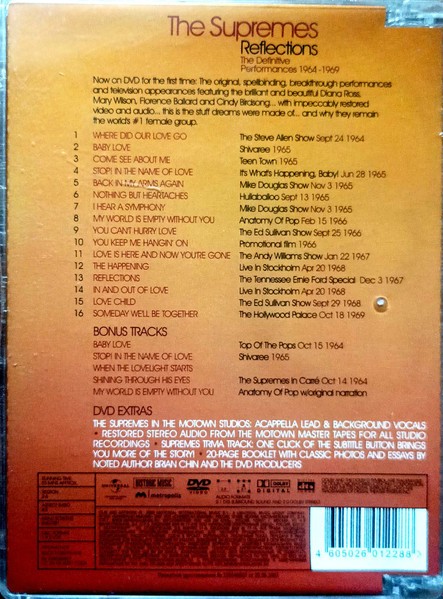 The Supremes
Reflections
The Definitive
Performances 1964-1969
Now on DVD for the first time: The original, spellbinding, breakthrough performances
and television appearances featuring the brilliant and beautiful Diana Ross,
Mary Wilson, Florence Ballard and Cindy Birdsong... with impeccably restored
video and audio... this is the stuff dreams were made of... and why they remain
the world's #1 female group.
1 WHERE DID OUR LOVE GO The Steve Allen Show Sept 24 1964
2 BABY LOVE Shivaree 1965
3 COME SEE ABOUT ME Teen Town 1965
4 STOP! IN THE NAME OF LOVE It's What's Happening, Baby! Jun 28 1965
5 BACK IN MY ARMS AGAIN Mike Douglas Show Nov 3 1965
6 NOTHING BUT HEARTACHES Hullaballoo Sept 13 1965
7 I HEAR A SYMPHONY Mike Douglas Show Nov 3 1965
8 MY WORLD IS EMPTY WITHOUT YOU Anatomy Of Pop Feb 15 1966
9 YOU CAN'T HURRY LOVE The Ed Sullivan Show Sept 25 1966
10 YOU KEEP ME HANGIN' ON Promotional film 1966
11 LOVE IS HERE AND NOW YOU'RE GONE The Andy Williams Show Jan 22 1967
12 THE HAPPENING Live In Stockholm Apr 20 1968
13 REFLECTIONS The Tennessee Ernie Ford Special Dec 3 1967
14 IN AND OUT OF LOVE Live In Stockholm Apr 20 1968
15 LOVE CHILD The Ed Sullivan Show Sept 29 1968
16 SOMEDAY WE'LL BE TOGETHER The Hollywood Palace Oct 18 1969
BONUS TRACKS
BABY LOVE Top Of The Pops Oct 15 1964
STOP! IN THE NAME OF LOVE Shivaree 1965
WHEN THE LOVELIGHT STARTS
SHINING THROUGH HIS EYES The Supremes in Carré Oct 14 1964
MY WORLD IS EMPTY WITHOUT YOU Anatomy Of Pop w/original narration
DVD EXTRAS
THE SUPREMES IN THE MOTOWN STUDIOS: ACAPPELLA LEAD & BACKGROUND VOCALS
• RESTORED STEREO AUDIO FROM THE MOTOWN MASTER TAPES FOR ALL STUDIO
RECORDINGS • SUPREMES TRIVIA TRACK: ONE CLICK OF THE SUBTITLE BUTTON BRINGS
YOU MORE OF THE STORY! • 20-PAGE BOOKLET WITH CLASSIC PHOTOS AND ESSAYS BY
NOTED AUTHOR BRIAN CHIN AND THE DVD PRODUCERS
UNIVERSAL HISTORIC MUSIC metropolis DVD VIDEO DOLBY DIGITAL
4 605026 012288